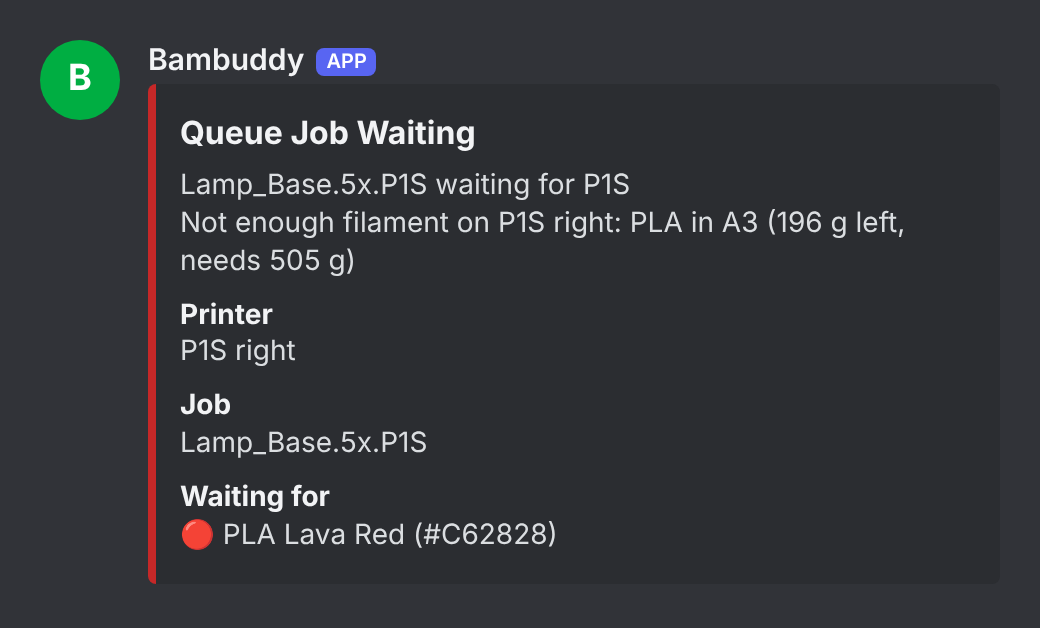 B
Bambuddy APP
Queue Job Waiting
Lamp_Base.5x.P1S waiting for P1S
Not enough filament on P1S right: PLA in A3 (196 g left,
needs 505 g)
Printer
P1S right
Job
Lamp_Base.5x.P1S
Waiting for
🔴 PLA Lava Red (#C62828)